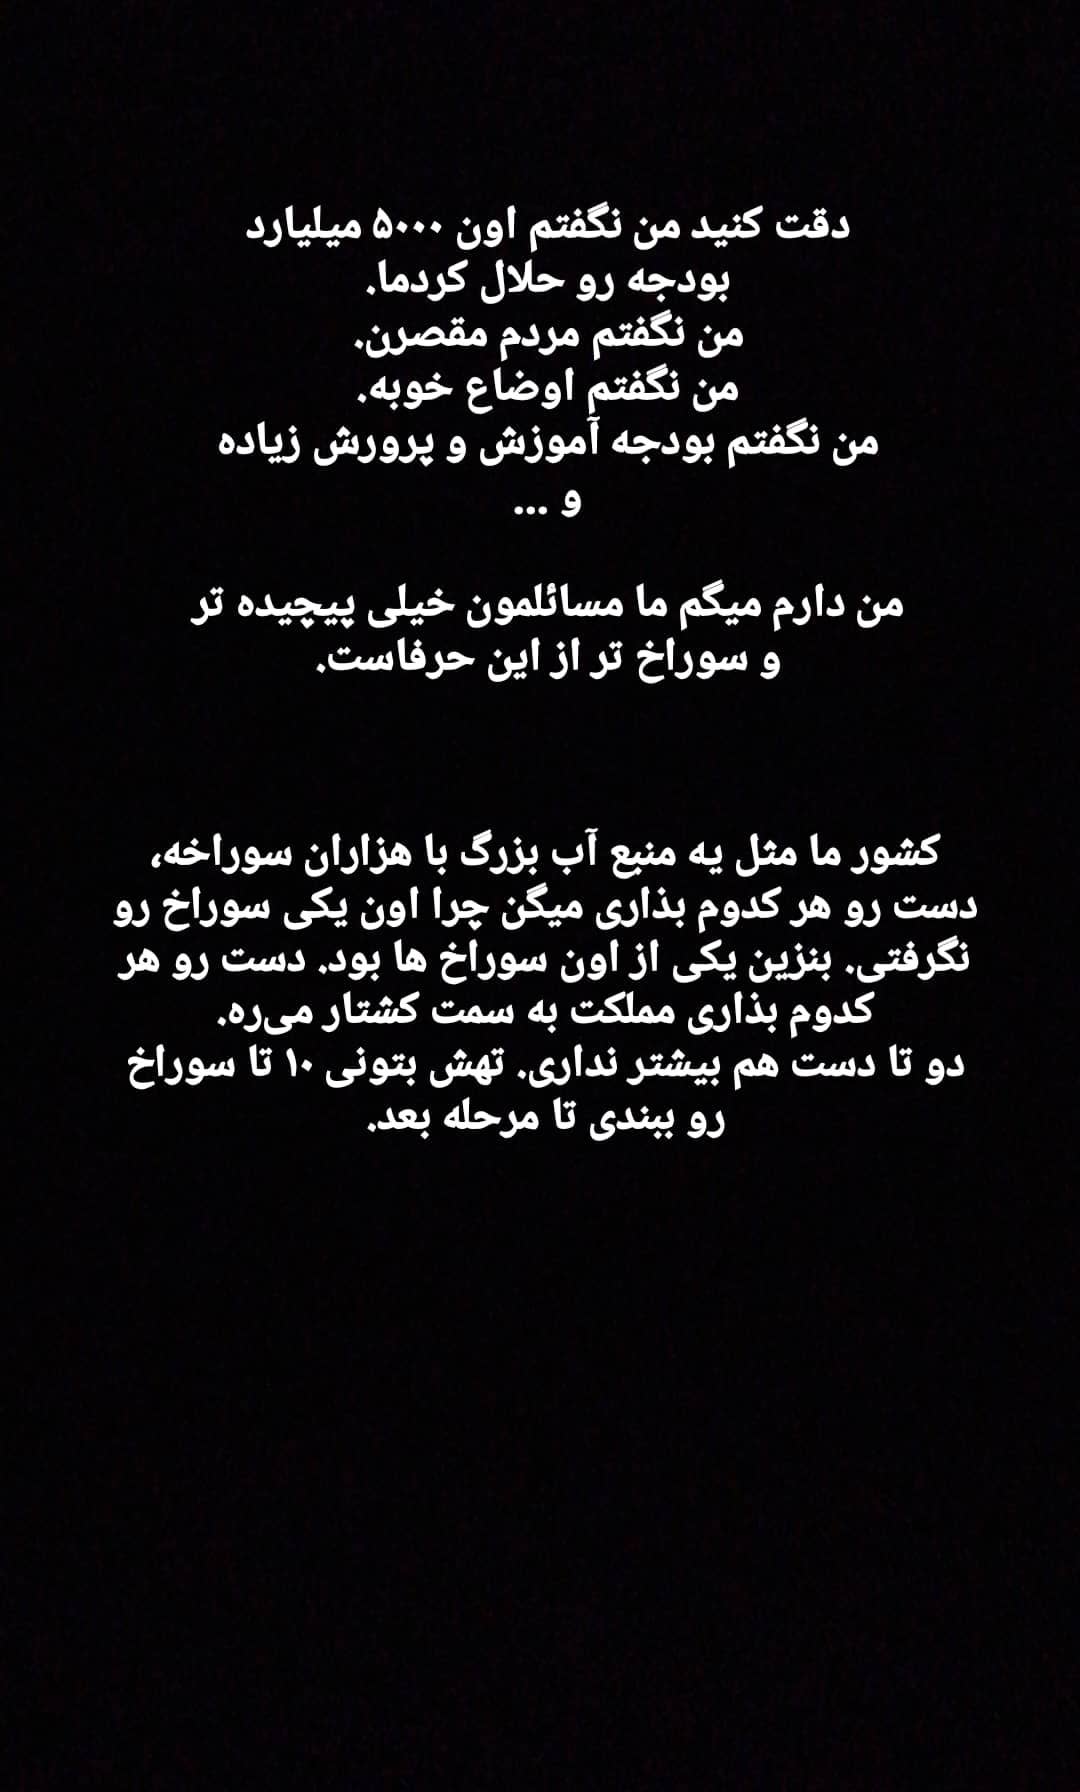 دقت کنید من نگفتم اون ۵۰۰۰ میلیارد
بودجه رو حلال کردما.
من نگفتم مردم مقصرن.
من نگفتم اوضاع خوبه.
من نگفتم بودجه آموزش و پرورش زیاده
و ...
من دارم میگم ما مسائلمون خیلی پیچیده تر
و سوراخ تر از این حرفاست.
کشور ما مثل یه منبع آب بزرگ با هزاران سوراخه،
دست رو هر کدوم بذاری میگن چرا اون یکی سوراخ رو
نگرفتی. بنزین یکی از اون سوراخ ها بود. دست رو هر
کدوم بذاری مملکت به سمت کشتار می‌ره.
دو تا دست هم بیشتر نداری. تهش بتونی ۱۰ تا سوراخ
رو ببندی تا مرحله بعد.